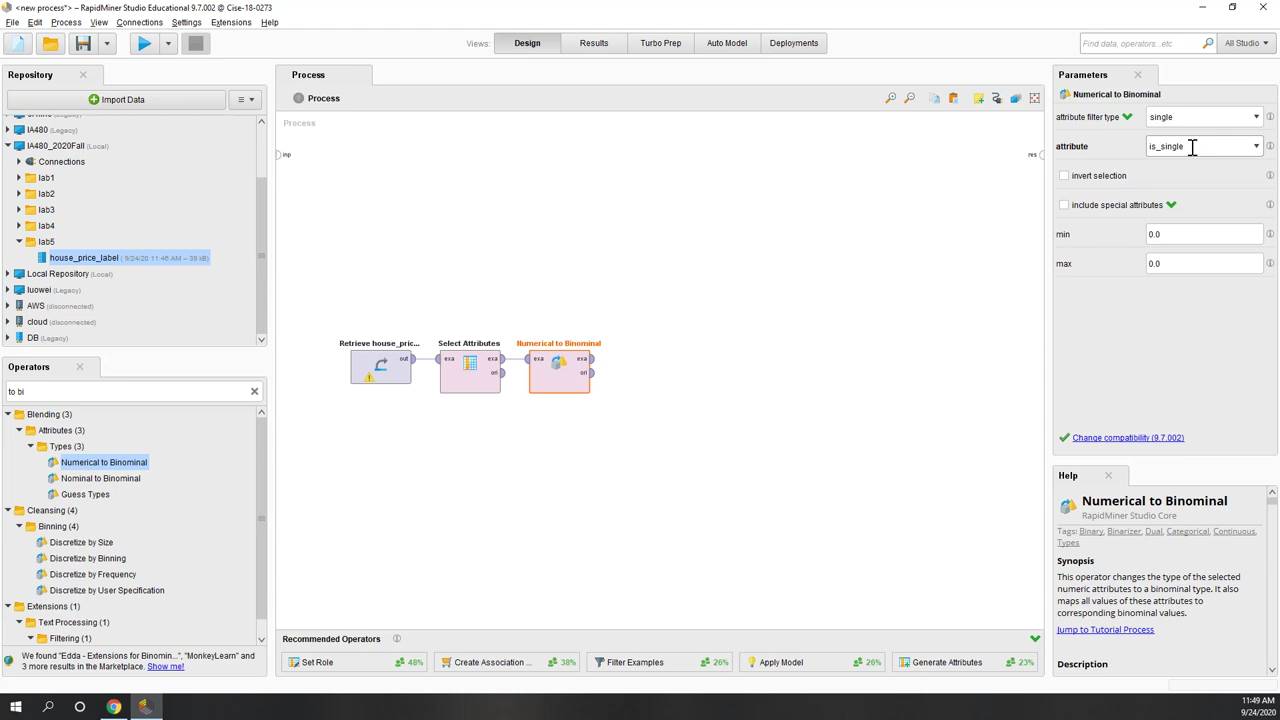 <new process*> – RapidMiner Studio Educational 9.7.002 @ Cise-18-0273
File Edit Process View Connections Settings Extensions Help
Views: Design Results Turbo Prep Auto Model Deployments
Find data, operators...etc
All Studio
Repository
Import Data
IA480 (Legacy)
IA480_2020Fall (Local)
Connections
lab1
lab2
lab3
lab4
lab5
house_price_label (9/24/20 11:46 AM – 39 kB)
Local Repository (Local)
luowei (Legacy)
AWS (disconnected)
cloud (disconnected)
DB (Legacy)
Operators
to bi
Blending (3)
Attributes (3)
Types (3)
Numerical to Binominal
Nominal to Binominal
Guess Types
Cleansing (4)
Binning (4)
Discretize by Size
Discretize by Binning
Discretize by Frequency
Discretize by User Specification
Extensions (1)
Text Processing (1)
Filtering (1)
We found "Edda - Extensions for Binomin...", "MonkeyLearn" and
3 more results in the Marketplace. Show me!
Process
Process
Process
inp
res
Retrieve house_pric...
out
Select Attributes
exa exa
ori
Numerical to Binominal
exa exa
ori
Recommended Operators
Set Role 48%
Create Association ... 38%
Filter Examples 26%
Apply Model 26%
Generate Attributes 23%
Parameters
Numerical to Binominal
attribute filter type single
attribute is_single
invert selection
include special attributes
min 0.0
max 0.0
Change compatibility (9.7.002)
Help
Numerical to Binominal
RapidMiner Studio Core
Tags: Binary, Binarizer, Dual, Categorical, Continuous,
Types
Synopsis
This operator changes the type of the selected
numeric attributes to a binominal type. It also
maps all values of these attributes to
corresponding binominal values.
Jump to Tutorial Process
Description
11:49 AM
9/24/2020